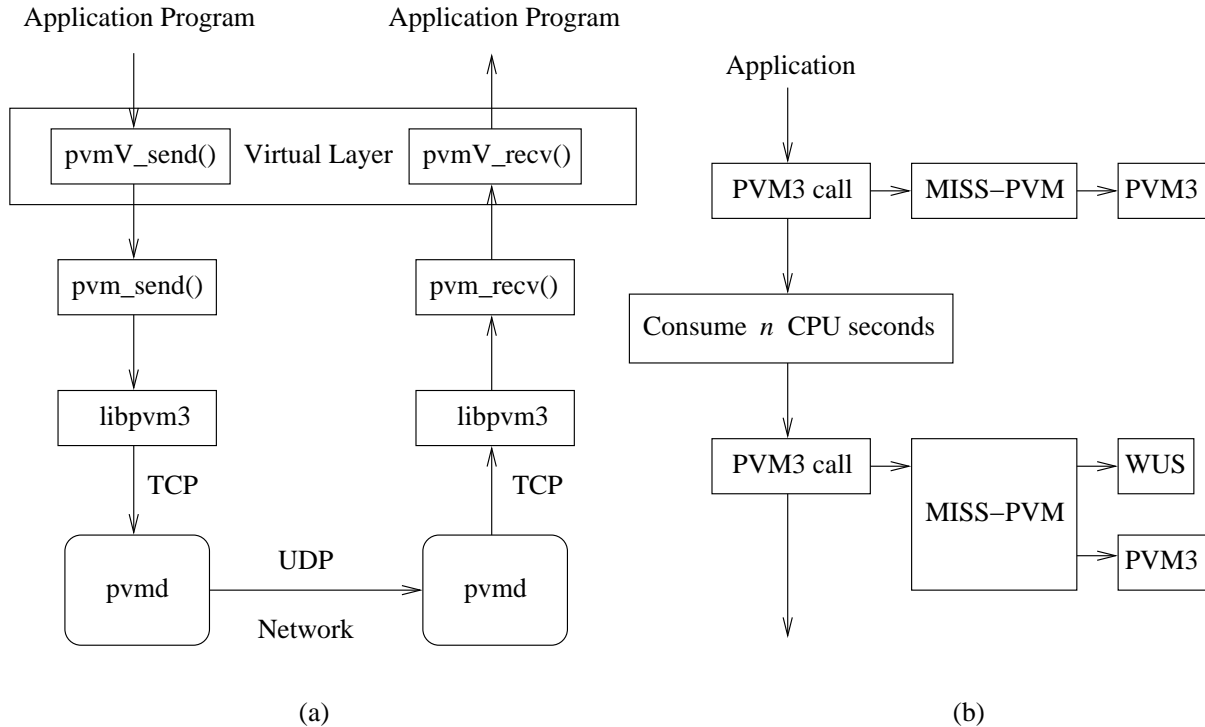 Application Program
Application Program
pvmV_send()
Virtual Layer
pvmV_recv()
pvm_send()
pvm_recv()
libpvm3
libpvm3
TCP
TCP
pvmd
UDP
Network
pvmd
(a)
Application
PVM3 call
MISS−PVM
PVM3
Consume n CPU seconds
PVM3 call
MISS−PVM
WUS
PVM3
(b)